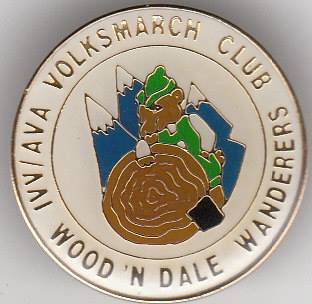 IVV/AVA VOLKSMARCH CLUB
WOOD 'N DALE WANDERERS